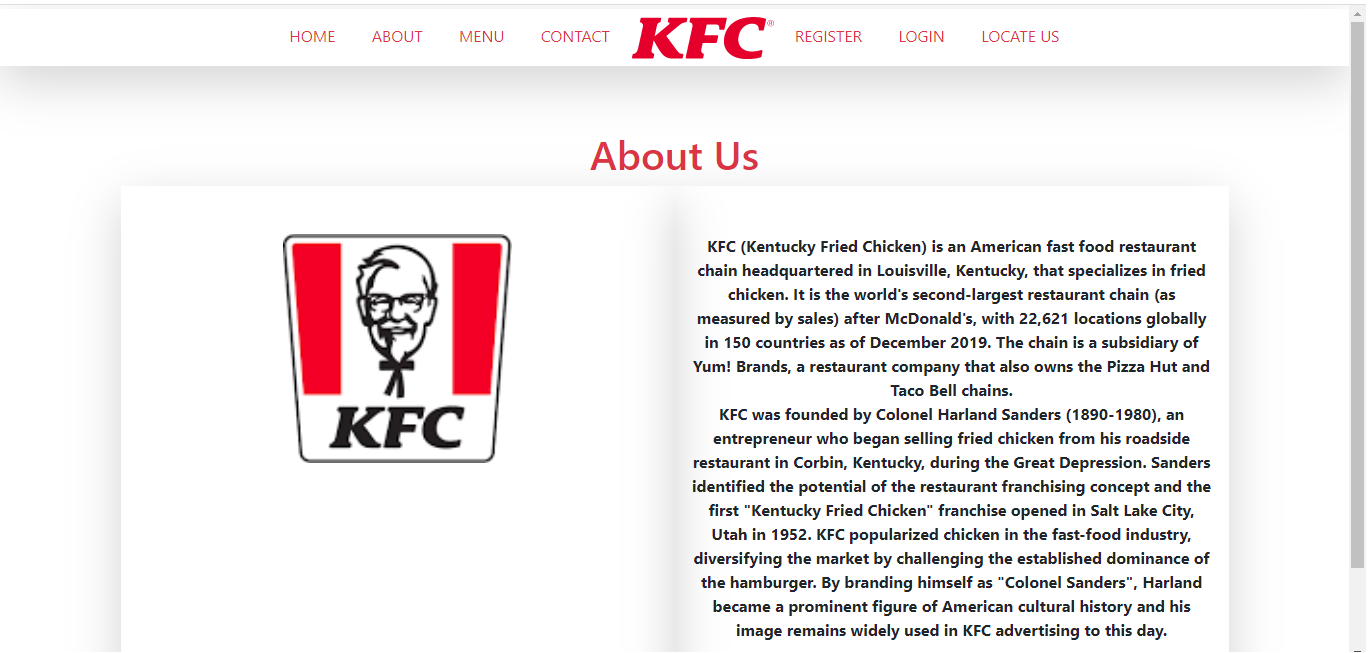 HOME ABOUT MENU CONTACT KFC® REGISTER LOGIN LOCATE US
About Us
KFC
KFC (Kentucky Fried Chicken) is an American fast food restaurant
chain headquartered in Louisville, Kentucky, that specializes in fried
chicken. It is the world's second-largest restaurant chain (as
measured by sales) after McDonald's, with 22,621 locations globally
in 150 countries as of December 2019. The chain is a subsidiary of
Yum! Brands, a restaurant company that also owns the Pizza Hut and
Taco Bell chains.
KFC was founded by Colonel Harland Sanders (1890-1980), an
entrepreneur who began selling fried chicken from his roadside
restaurant in Corbin, Kentucky, during the Great Depression. Sanders
identified the potential of the restaurant franchising concept and the
first "Kentucky Fried Chicken" franchise opened in Salt Lake City,
Utah in 1952. KFC popularized chicken in the fast-food industry,
diversifying the market by challenging the established dominance of
the hamburger. By branding himself as "Colonel Sanders", Harland
became a prominent figure of American cultural history and his
image remains widely used in KFC advertising to this day.